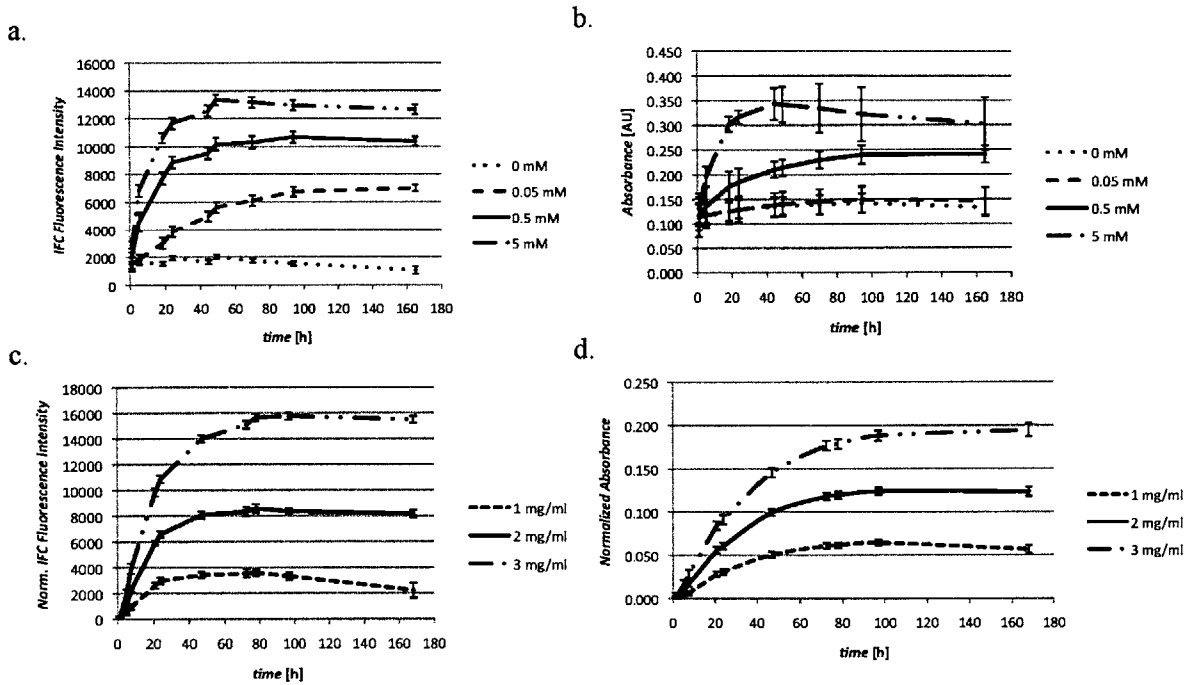 a.
IFC Fluorescence Intensity
16000
14000
12000
10000
8000
6000
4000
2000
0
0 20 40 60 80 100 120 140 160
time [h]
0 mM
0.05 mM
0.5 mM
5 mM
b.
Absorbance [AU]
0.450
0.400
0.350
0.300
0.250
0.200
0.150
0.100
0.050
0.000
0 20 40 60 80 100 120 140 160
time [h]
0 mM
0.05 mM
0.5 mM
5 mM
c.
Norm. IFC Fluorescence Intensity
18000
16000
14000
12000
10000
8000
6000
4000
2000
0
0 20 40 60 80 100 120 140 160 180
time [h]
1 mg/ml
2 mg/ml
3 mg/ml
d.
Normalized Absorbance
0.250
0.200
0.150
0.100
0.050
0.000
0 20 40 60 80 100 120 140 160 180
time [h]
1 mg/ml
2 mg/ml
3 mg/ml